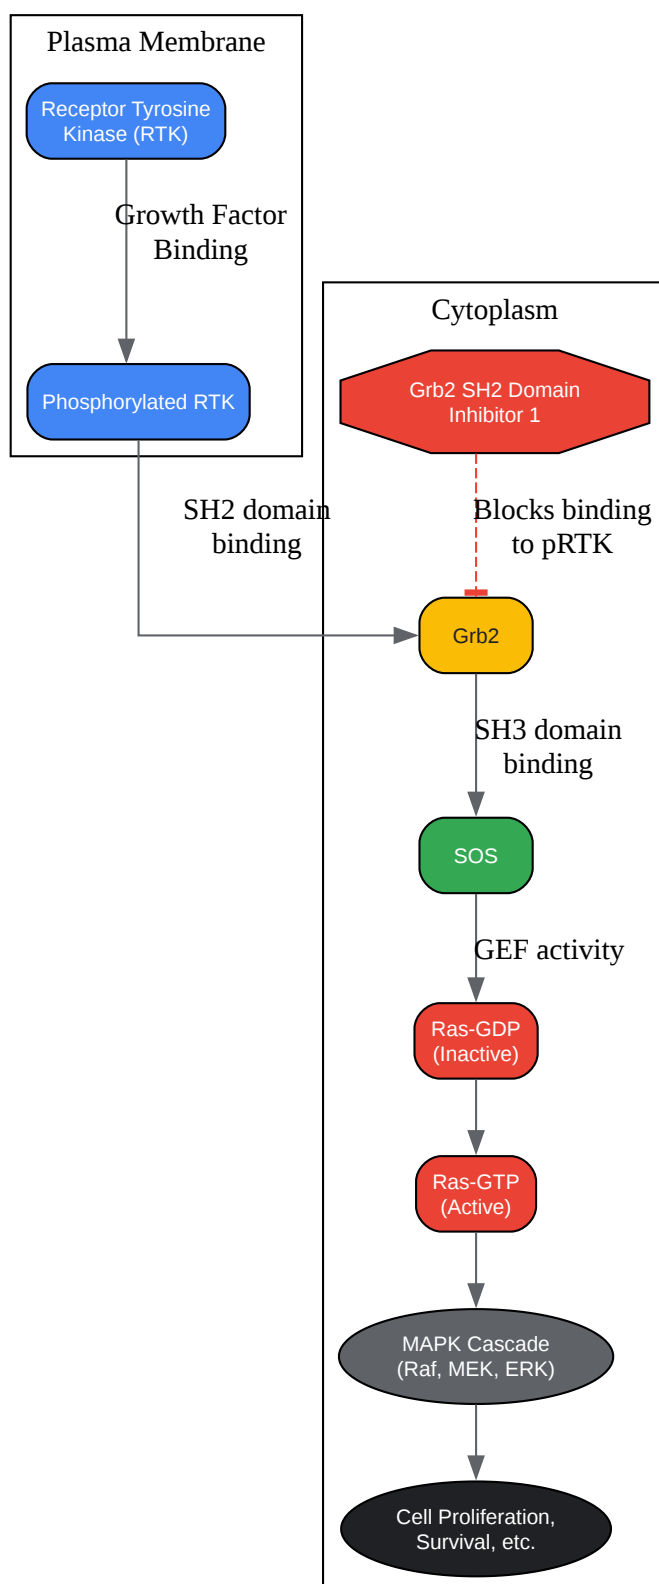 Plasma Membrane
Receptor Tyrosine
Kinase (RTK)
Growth Factor
Binding
Phosphorylated RTK
Cytoplasm
Grb2 SH2 Domain
Inhibitor 1
SH2 domain
binding
Blocks binding
to pRTK
Grb2
SH3 domain
binding
SOS
GEF activity
Ras-GDP
(Inactive)
Ras-GTP
(Active)
MAPK Cascade
(Raf, MEK, ERK)
Cell Proliferation,
Survival, etc.